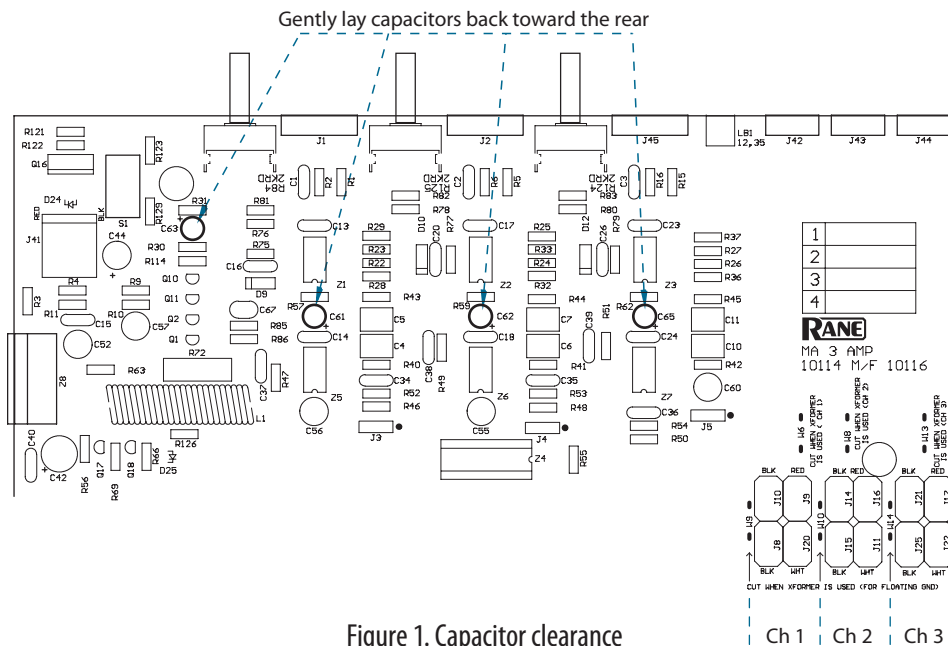 Gently lay capacitors back toward the rear
J1
J2
J45
LB1
12,35
J42
J43
J44
R121
R122
Q16
R123
D24
RED
BLK
S1
R129
J41
C44
R31
C63
R30
R114
R84
2KRD
C1
R2
R1
R125
2KRD
C2
R6
R5
R124
2KRD
C3
R16
R15
R81
R76
R75
C16
D9
C13
Z1
R82
R78
D10
C20
R77
R29
R23
R22
R28
R43
C17
Z2
R80
R83
D12
C26
R79
R25
R33
R24
R32
R44
C23
Z3
R37
R27
R26
R36
R45
R3
R4
R11
C15
C52
R9
R10
C57
Q10
Q11
Q2
Q1
C67
R85
R86
R57
C61
C14
C5
C4
R59
C62
C18
C7
C6
C39
R51
R62
C65
C24
C11
C10
Z8
R63
R72
L1
C37
R47
Z5
C56
R40
C34
R52
R46
J3
C38
R49
Z6
C55
R41
C35
R53
R48
J4
Z4
R55
Z7
C36
R54
R50
R42
C60
J5
C40
C42
R56
Q17
R69
Q18
R66
D25
R126
1
2
3
4
RANE
MA 3 AMP
10114 M/F 10116
W6
CUT WHEN XFORMER
IS USED (CH 1)
W8
CUT WHEN XFORMER
IS USED (CH 2)
W13
CUT WHEN XFORMER
IS USED (CH 3)
BLK RED
BLK RED
BLK RED
W9
J10
J9
W10
J14
J16
W14
J21
J17
J8
J20
J15
J11
J25
J22
BLK WHT
BLK WHT
BLK WHT
CUT WHEN XFORMER IS USED (FOR FLOATING GND)
Ch 1
Ch 2
Ch 3
Figure 1. Capacitor clearance